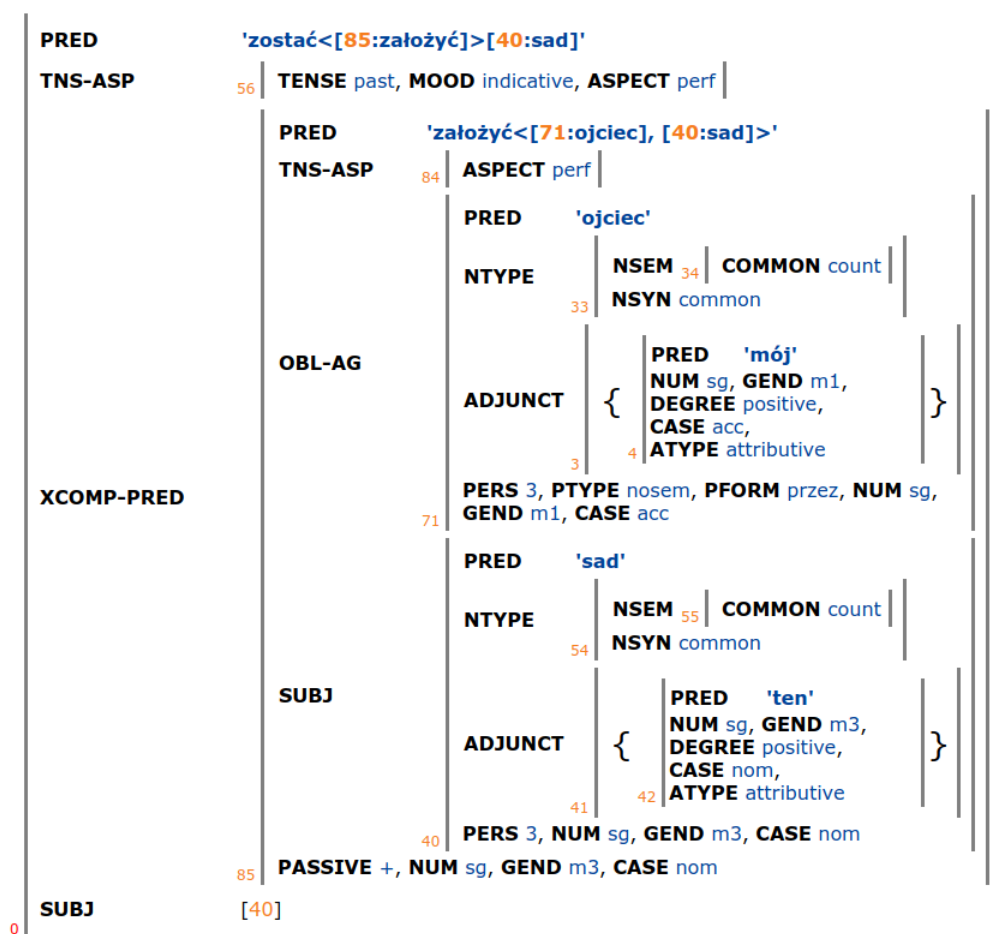 PRED 'zostać<[85:założyć]>[40:sad]'
TNS-ASP 56 TENSE past, MOOD indicative, ASPECT perf
PRED 'założyć<[71:ojciec], [40:sad]>'
TNS-ASP 84 ASPECT perf
PRED 'ojciec'
NSEM 34 COMMON count
NTYPE
33 NSYN common
PRED 'mój'
OBL-AG
NUM sg, GEND m1,
ADJUNCT { DEGREE positive, }
CASE acc,
3 4 ATYPE attributive
XCOMP-PRED
PERS 3, PTYPE nosem, PFORM przez, NUM sg,
71 GEND m1, CASE acc
PRED 'sad'
NSEM 55 COMMON count
NTYPE
54 NSYN common
SUBJ
PRED 'ten'
NUM sg, GEND m3,
ADJUNCT { DEGREE positive, }
CASE nom,
41 42 ATYPE attributive
40 PERS 3, NUM sg, GEND m3, CASE nom
85 PASSIVE +, NUM sg, GEND m3, CASE nom
SUBJ [40]
0